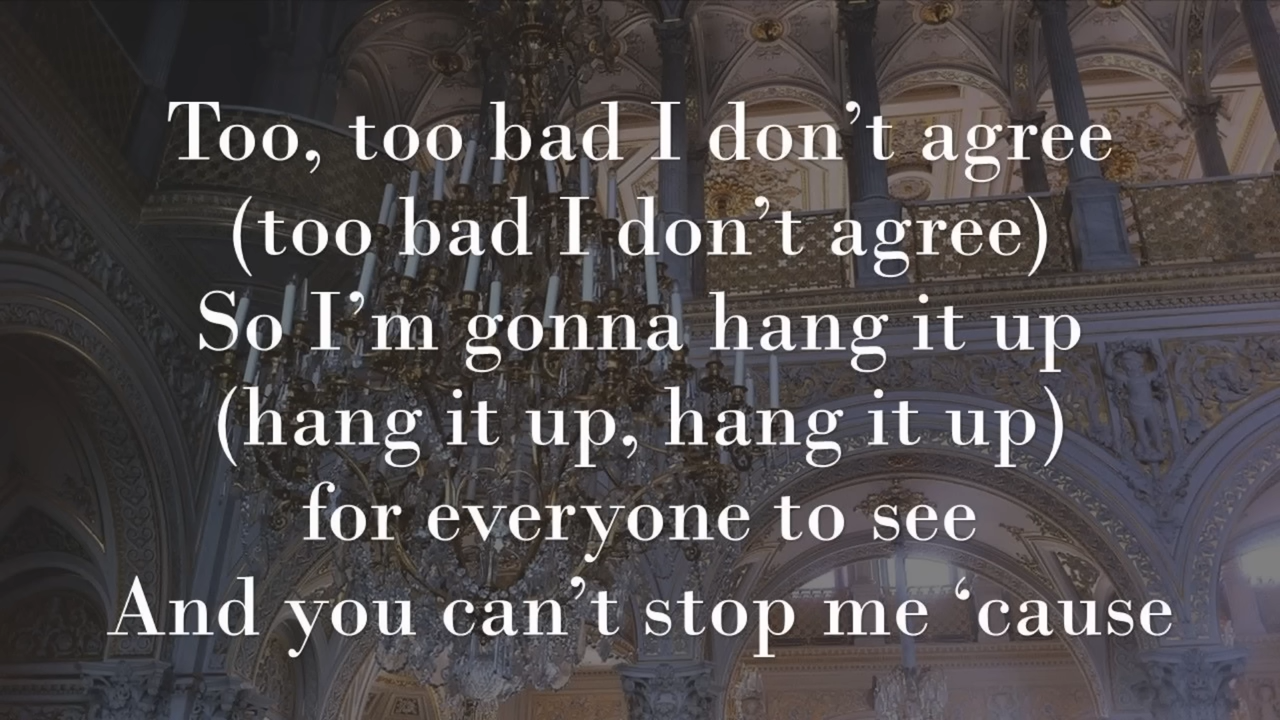 Too, too bad I don’t agree
(too bad I don’t agree)
So I’m gonna hang it up
(hang it up, hang it up)
for everyone to see
And you can’t stop me ‘cause